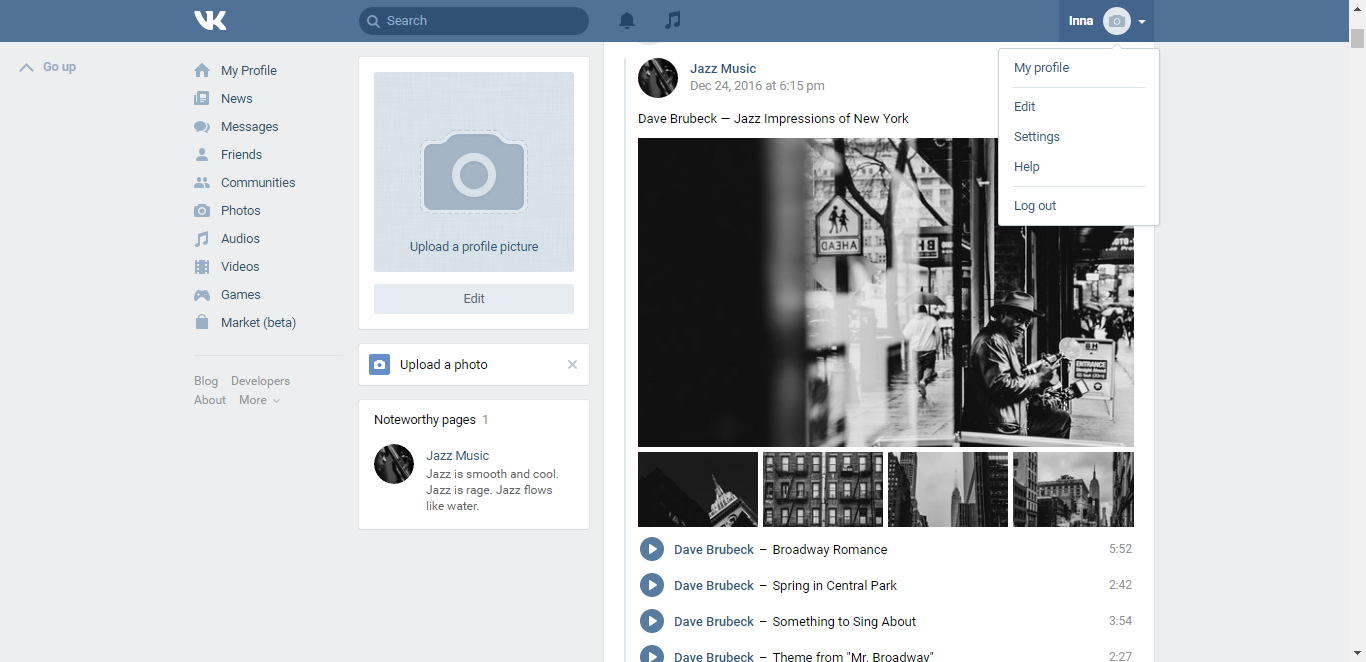 VK
Search
Inna
Go up
My Profile
News
Messages
Friends
Communities
Photos
Audios
Videos
Games
Market (beta)
Blog Developers
About More
Upload a profile picture
Edit
Upload a photo
Noteworthy pages 1
Jazz Music
Jazz is smooth and cool.
Jazz is rage. Jazz flows
like water.
Jazz Music
Dec 24, 2016 at 6:15 pm
Dave Brubeck — Jazz Impressions of New York
AHEAD
ENTRANCE
Straight Ahead
Dave Brubeck – Broadway Romance 5:52
Dave Brubeck – Spring in Central Park 2:42
Dave Brubeck – Something to Sing About 3:54
Dave Brubeck – Theme from "Mr. Broadway" 2:27
My profile
Edit
Settings
Help
Log out